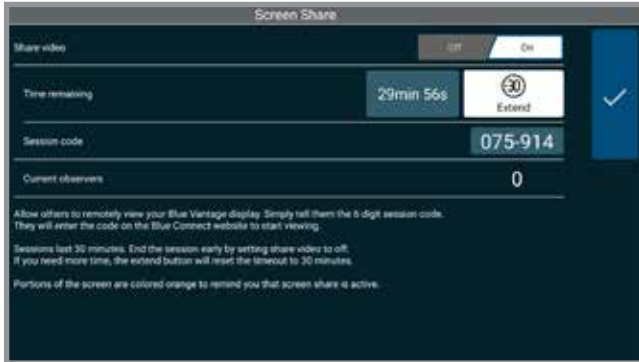 Screen Share
Share video
Off
On
Time remaining
29min 56s
30
Extend
Session code
075-914
Current observers
0
Allow others to remotely view your Blue Vantage display. Simply tell them the 6 digit session code.
They will enter the code on the Blue Connect website to start viewing.
Sessions last 30 minutes. End the session early by setting share video to off.
If you need more time, the extend button will reset the timeout to 30 minutes.
Portions of the screen are colored orange to remind you that screen share is active.